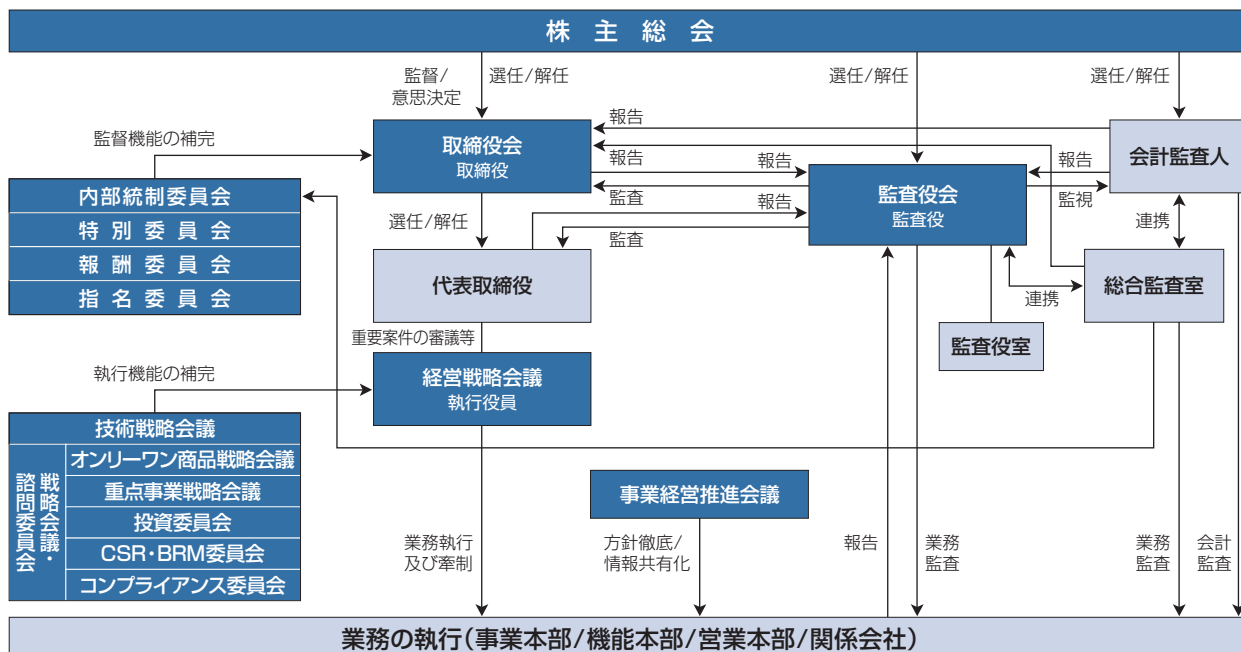 株主総会
監督/
意思決定
選任/解任
選任/解任
選任/解任
監督機能の補完
取締役会
取締役
報告
報告
監査
報告
監査
報告
監視
会計監査人
監査役会
監査役
内部統制委員会
特別委員会
報酬委員会
指名委員会
選任/解任
連携
代表取締役
総合監査室
連携
監査役室
重要案件の審議等
執行機能の補完
経営戦略会議
執行役員
技術戦略会議
戦略会議・
諮問委員会
オンリーワン商品戦略会議
重点事業戦略会議
投資委員会
CSR・BRM委員会
コンプライアンス委員会
事業経営推進会議
業務執行
及び牽制
方針徹底/
情報共有化
報告
業務
監査
業務
監査
会計
監査
業務の執行(事業本部/機能本部/営業本部/関係会社)